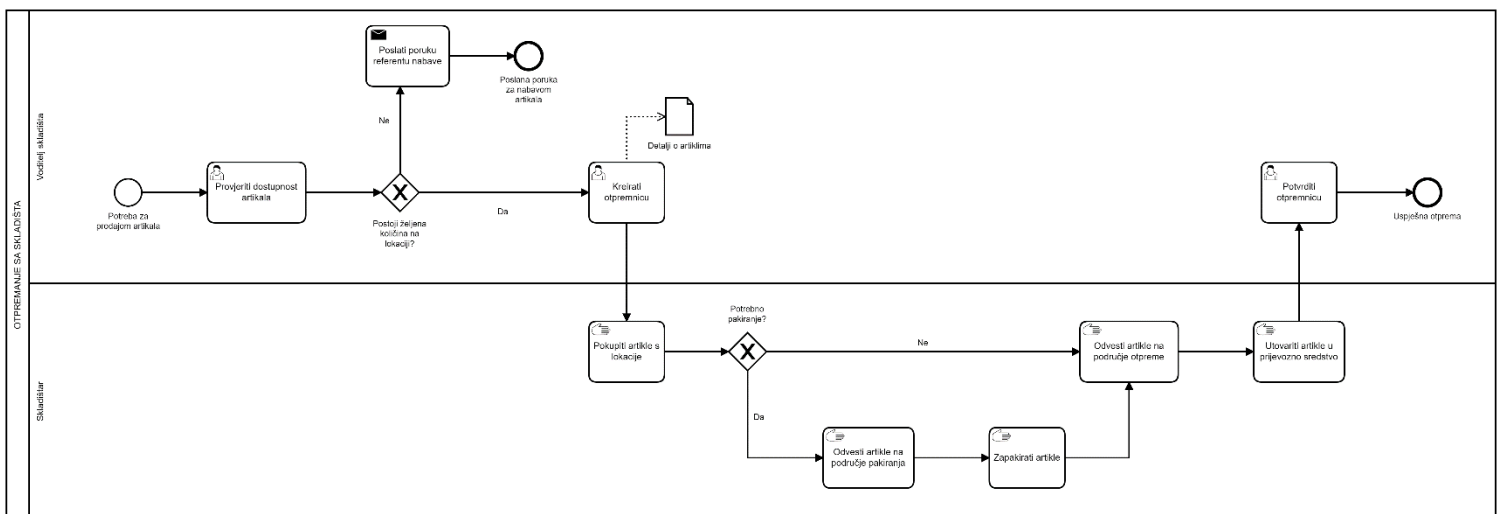 OTPREMANJE SA SKLADIŠTA
Voditelj skladišta
Potreba za
prodajom artikala
Provjeriti dostupnost
artikala
Postoji željena
količina na
lokaciji?
Ne
Poslati poruku
referentu nabave
Poslana poruka
za nabavom
artikala
Da
Kreirati
otpremnicu
Detalji o artiklima
Potvrditi
otpremnicu
Uspješna otprema
Skladištar
Pokupiti artikle s
lokacije
Potrebno
pakiranje?
Ne
Da
Odvesti artikle na
područje pakiranja
Zapakirati artikle
Odvesti artikle na
područje otpreme
Utovariti artikle u
prijevozno sredstvo